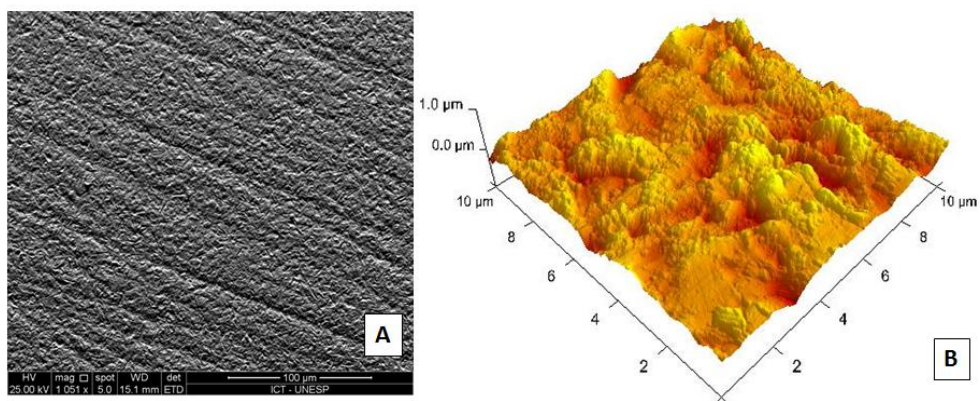 A
HV mag □ spot WD det 100 µm
25.00 kV 1 051 x 5.0 15.1 mm ETD ICT - UNESP
1.0 µm
0.0 µm
10 µm
8
6
4
2
10 µm
8
6
4
2
B